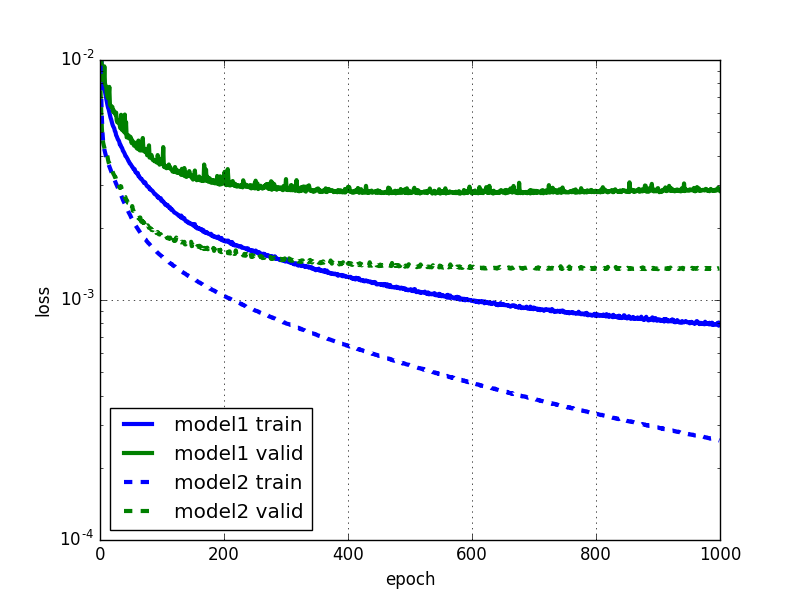 10^-2
10^-3
10^-4
loss
model1 train
model1 valid
model2 train
model2 valid
0 200 400 600 800 1000
epoch